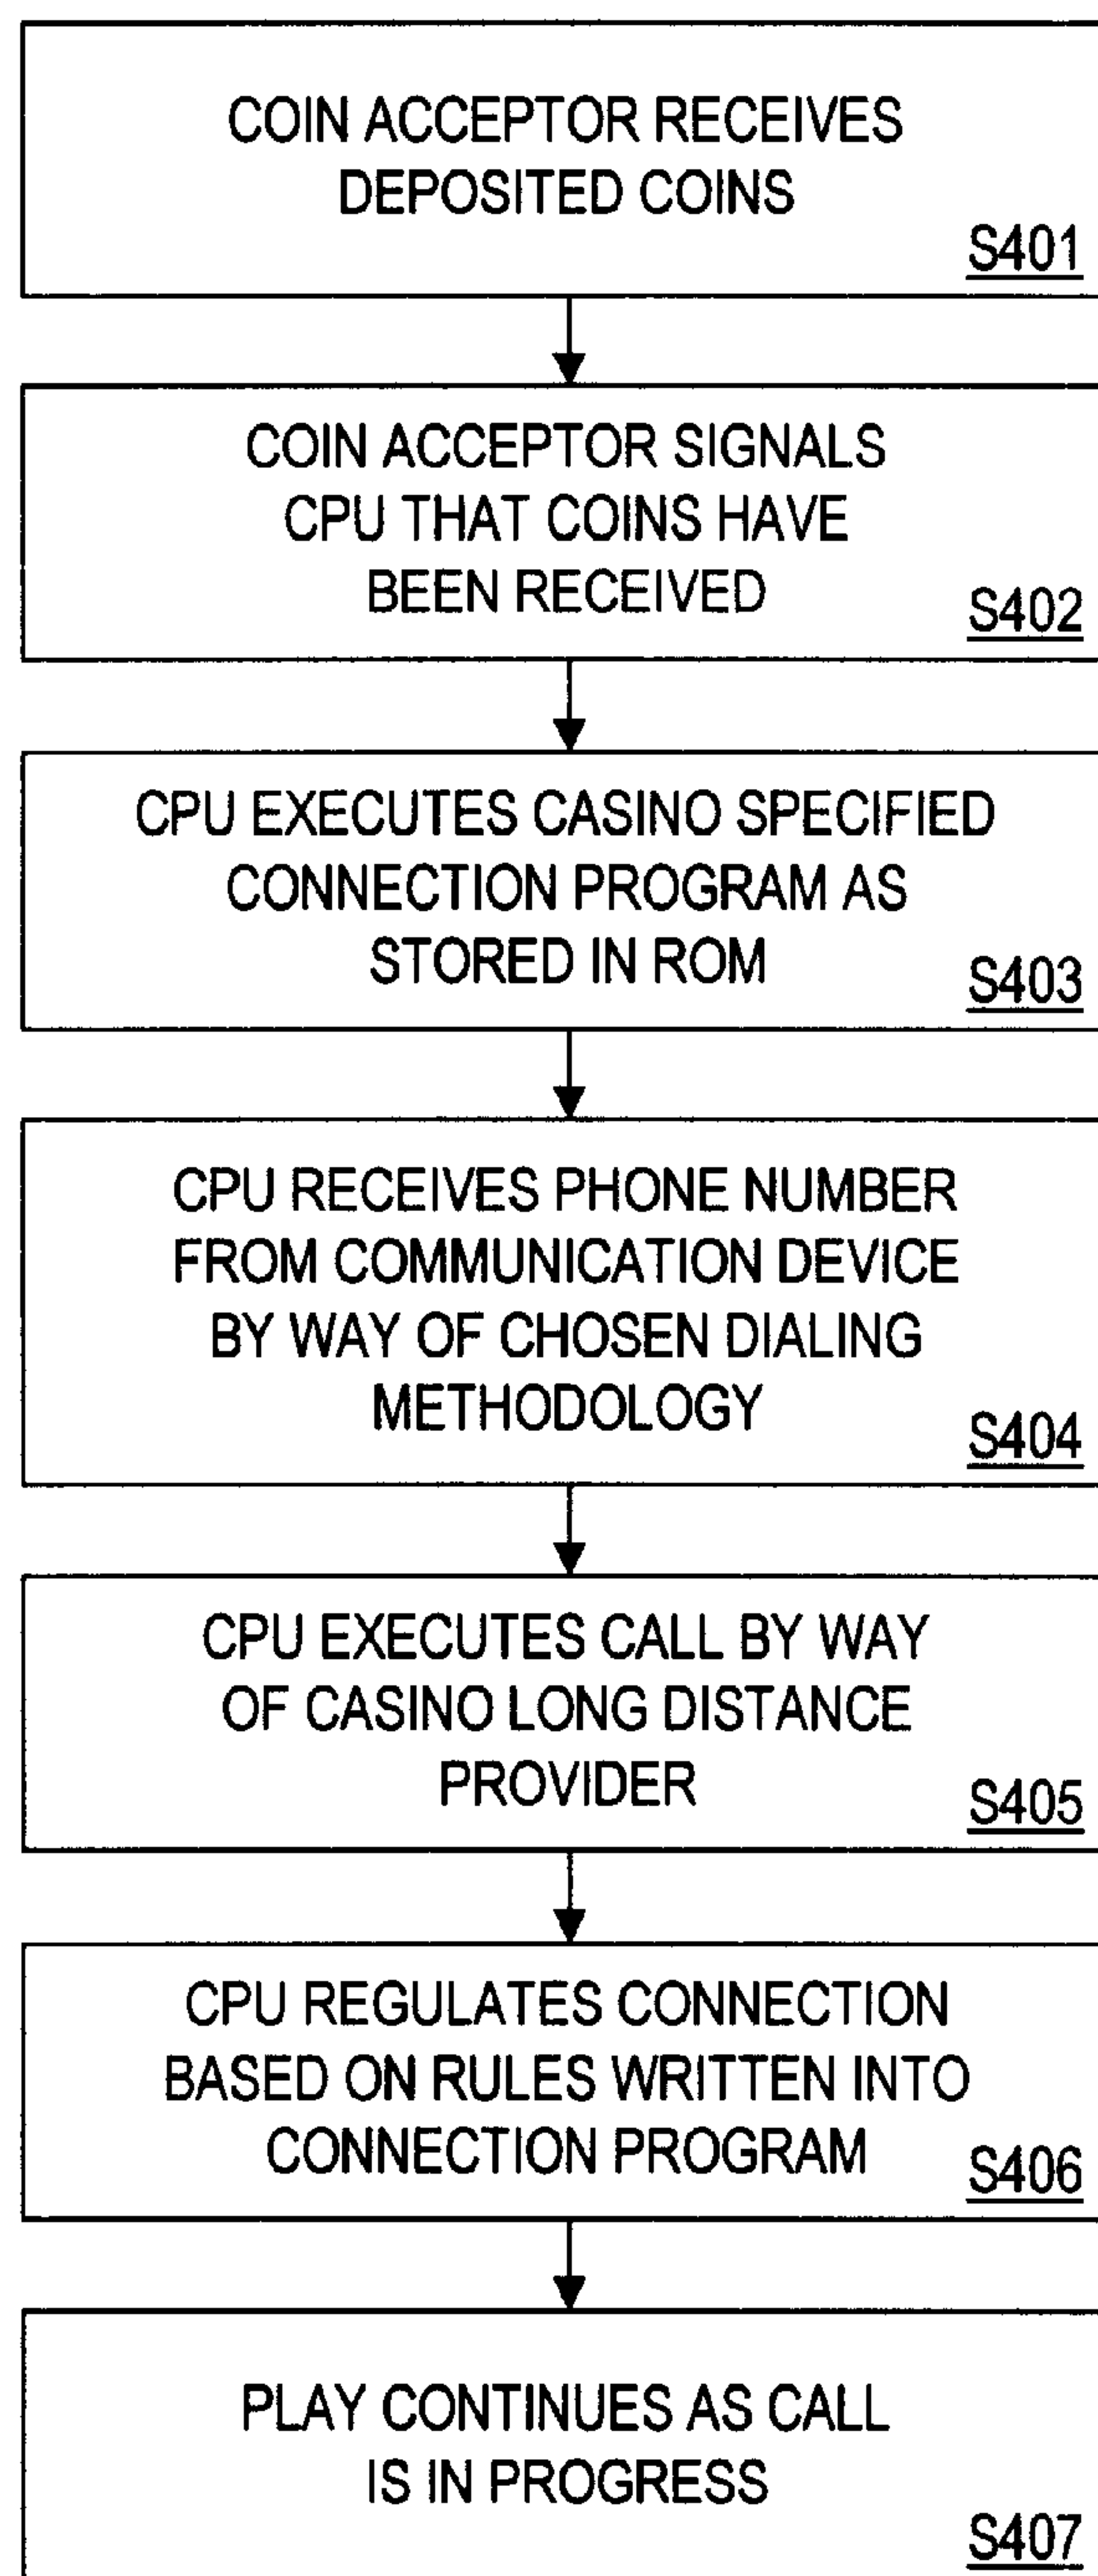 COIN ACCEPTOR RECEIVES
DEPOSITED COINS
S401
COIN ACCEPTOR SIGNALS
CPU THAT COINS HAVE
BEEN RECEIVED
S402
CPU EXECUTES CASINO SPECIFIED
CONNECTION PROGRAM AS
STORED IN ROM
S403
CPU RECEIVES PHONE NUMBER
FROM COMMUNICATION DEVICE
BY WAY OF CHOSEN DIALING
METHODOLOGY
S404
CPU EXECUTES CALL BY WAY
OF CASINO LONG DISTANCE
PROVIDER
S405
CPU REGULATES CONNECTION
BASED ON RULES WRITTEN INTO
CONNECTION PROGRAM
S406
PLAY CONTINUES AS CALL
IS IN PROGRESS
S407